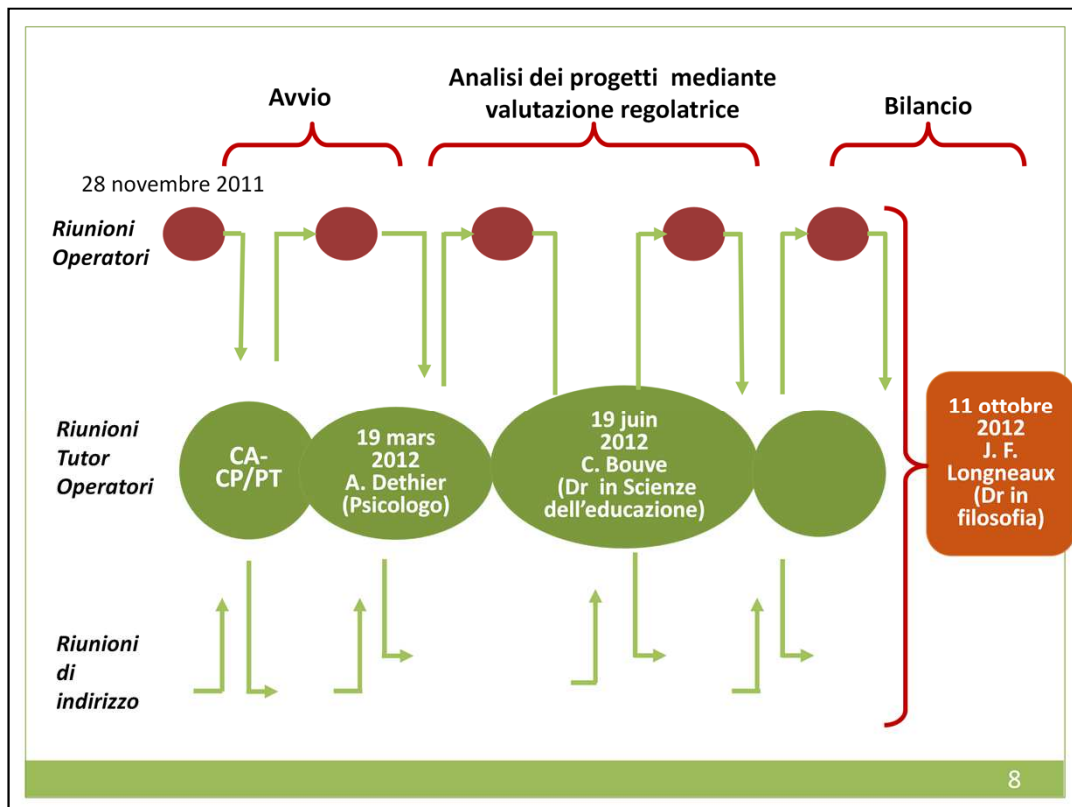 Avvio
Analisi dei progetti mediante
valutazione regolatrice
Bilancio
28 novembre 2011
Riunioni
Operatori
Riunioni
Tutor
Operatori
CA-
CP/PT
19 mars
2012
A. Dethier
(Psicologo)
19 juin
2012
C. Bouve
(Dr in Scienze
dell’educazione)
11 ottobre
2012
J. F.
Longneaux
(Dr in
filosofia)
Riunioni
di
indirizzo
8